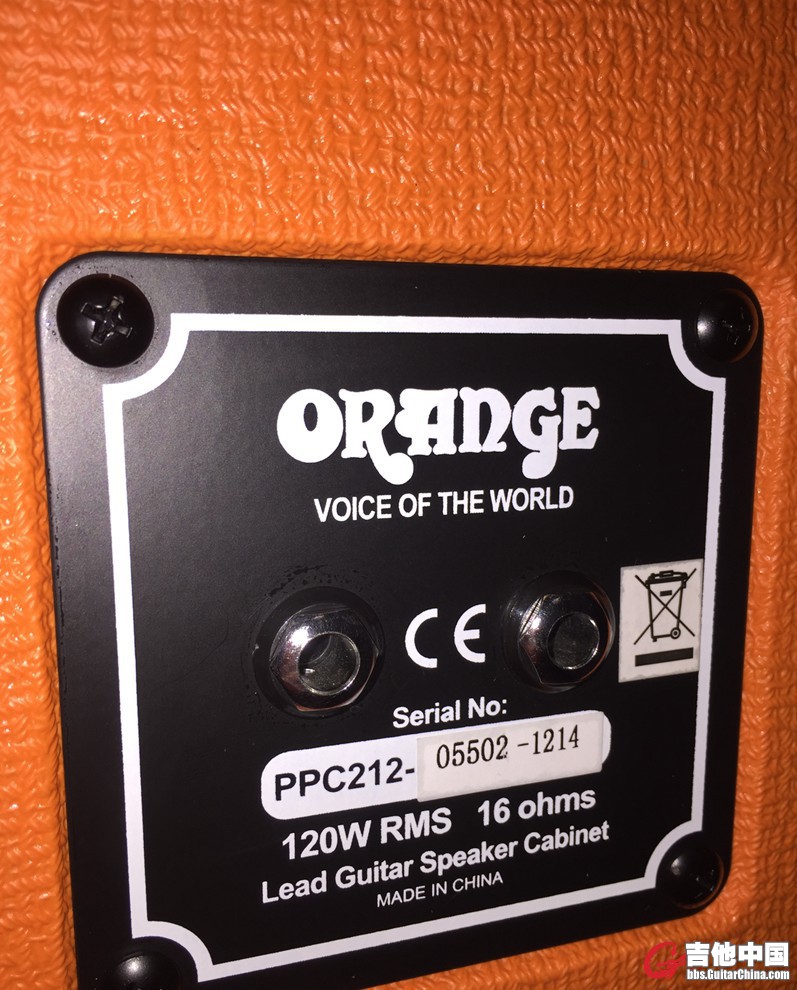 ORANGE
VOICE OF THE WORLD
CE
Serial No:
PPC212-05502-1214
120W RMS 16 ohms
Lead Guitar Speaker Cabinet
MADE IN CHINA
吉他中国
bbs.GuitarChina.com